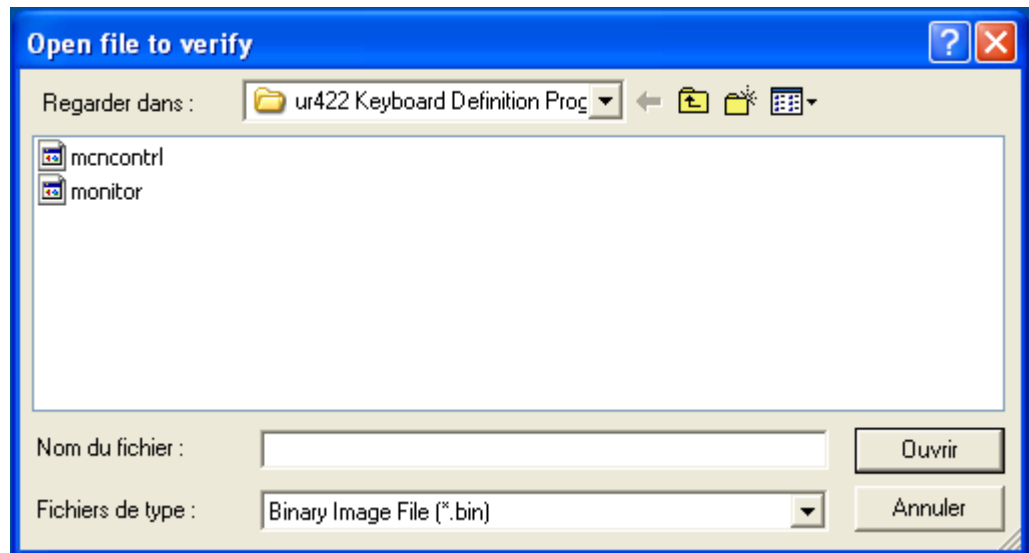 Open file to verify
Regarder dans :
ur422 Keyboard Definition Prog
mcncontrl
monitor
Nom du fichier :
Ouvrir
Fichiers de type :
Binary Image File (*.bin)
Annuler